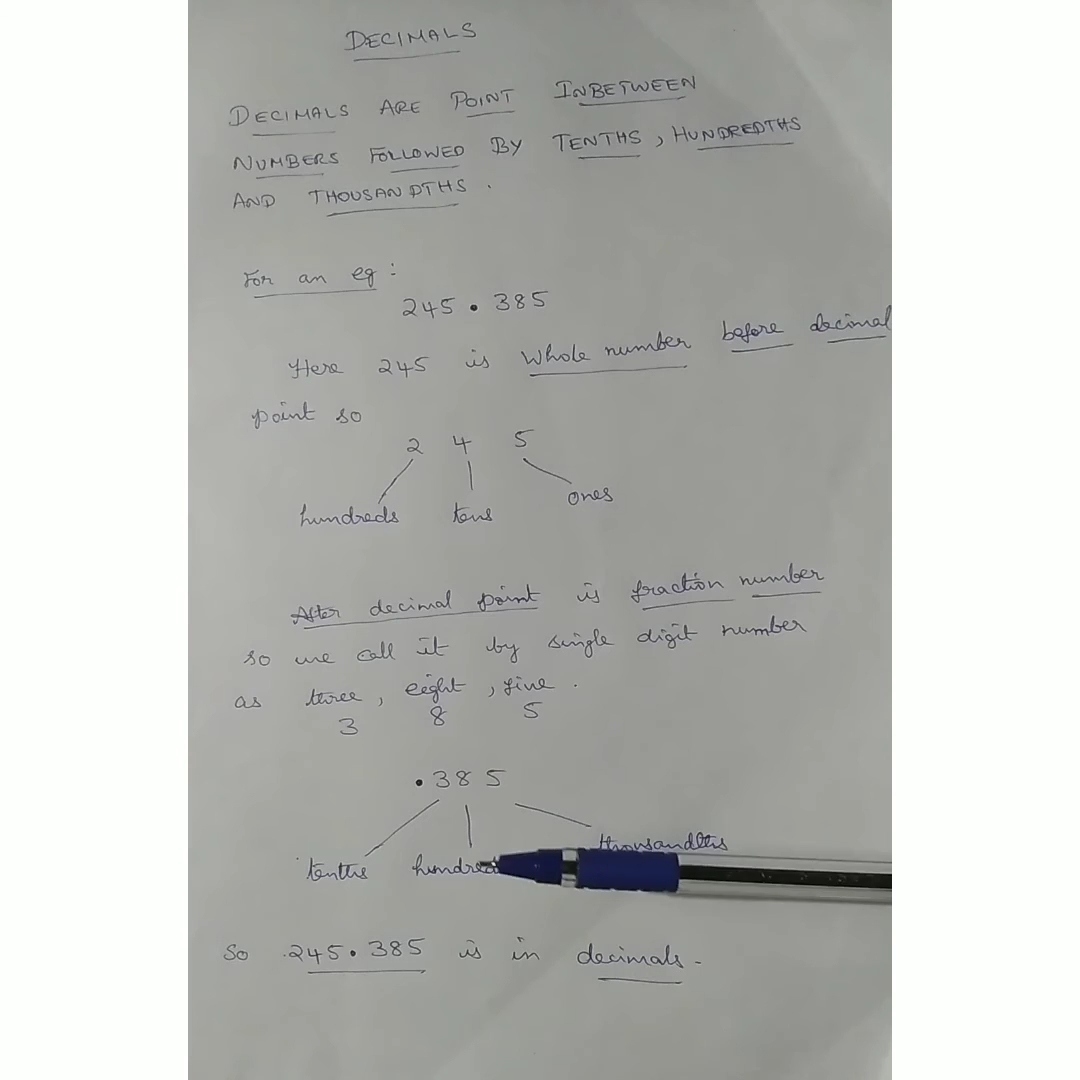 DECIMALS
DECIMALS ARE POINT INBETWEEN
NUMBERS FOLLOWED BY TENTHS, HUNDREDTHS
AND THOUSANDTHS.
For an eg:
245.385
Here 245 is Whole number before decimal
point so
2 4 5
hundreds tens ones
After decimal point is fraction number
so we call it by single digit number
as three, eight, five.
3 8 5
.385
tenths thousandths
So .245.385 is in decimals.